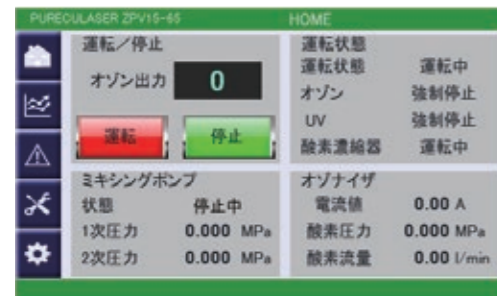 PURECULASER ZPV15-65 HOME
運転／停止
オゾン出力 0
運転 停止
運転状態
運転状態 運転中
オゾン 強制停止
UV 強制停止
酸素濃縮器 運転中
ミキシングポンプ
状態 停止中
1次圧力 0.000 MPa
2次圧力 0.000 MPa
オゾナイザ
電流値 0.00 A
酸素圧力 0.000 MPa
酸素流量 0.00 l/min